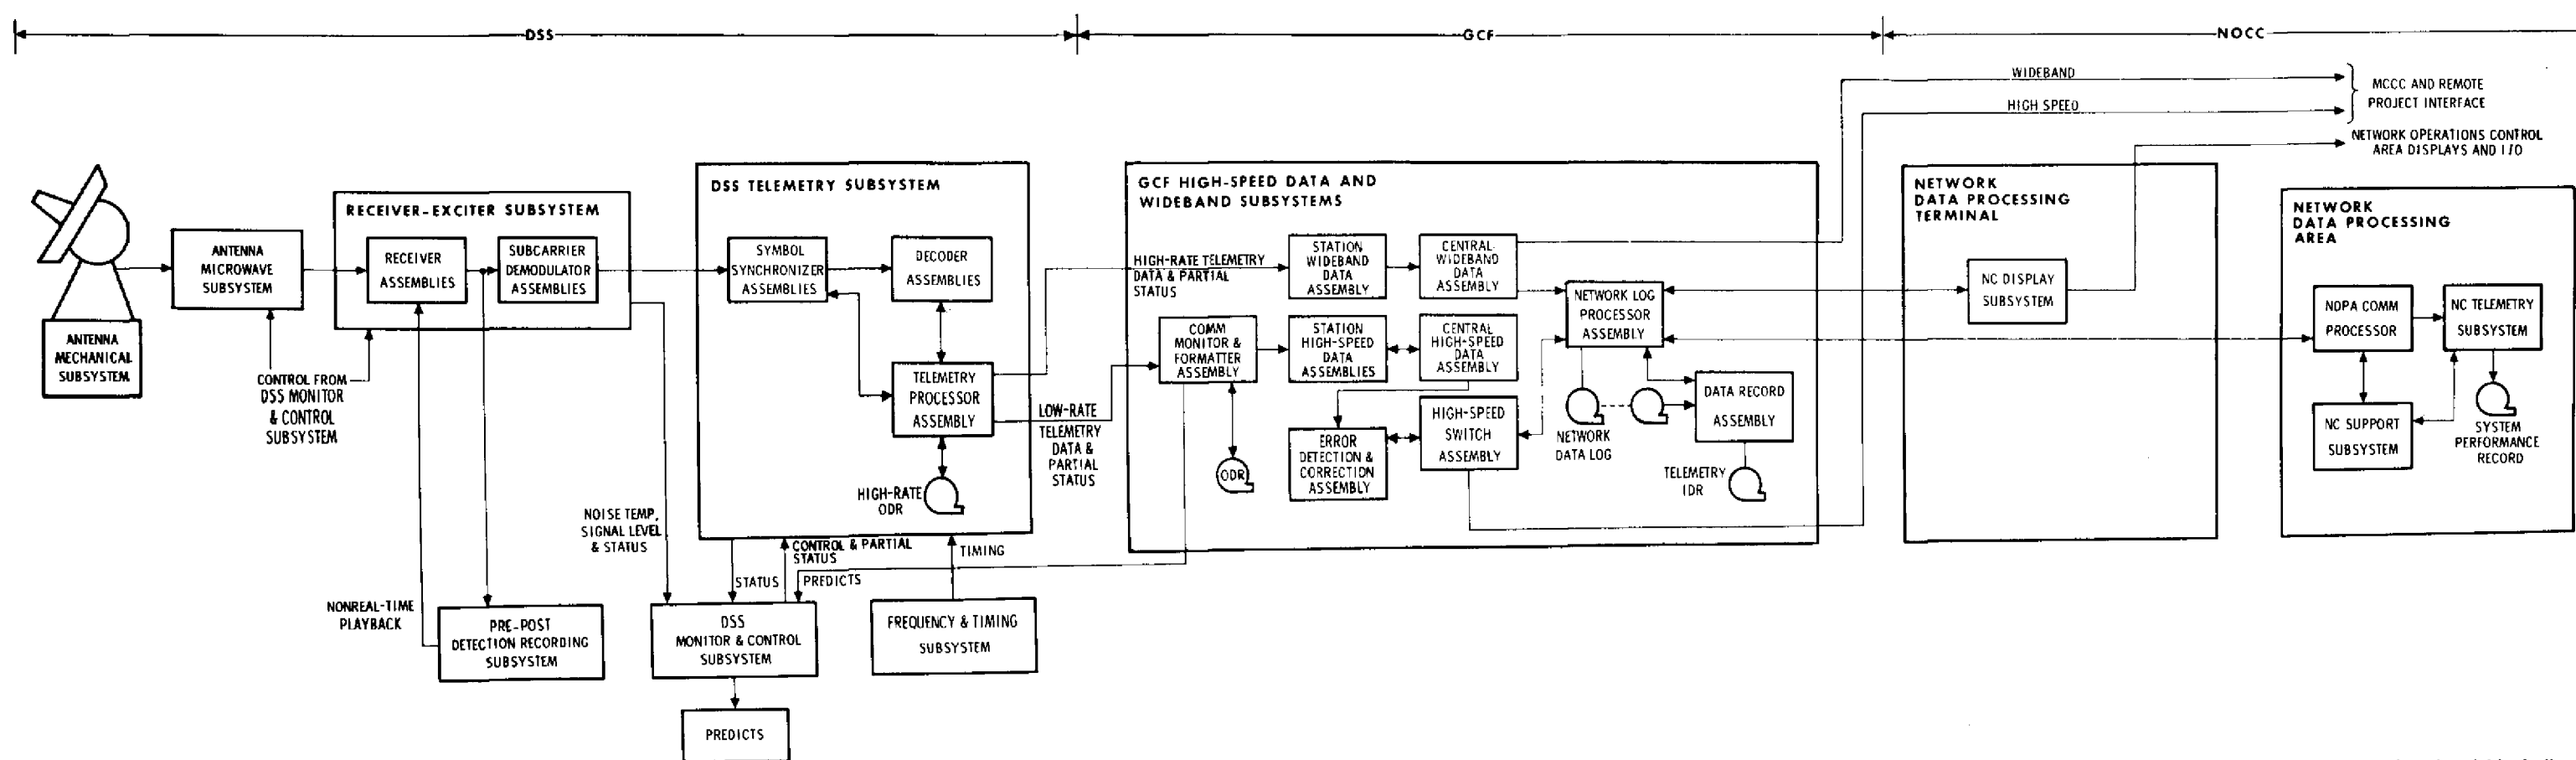 DSS
GCF
NOCC
WIDEBAND
HIGH SPEED
MCCC AND REMOTE
PROJECT INTERFACE
NETWORK OPERATIONS CONTROL
AREA DISPLAYS AND I/O
ANTENNA
MECHANICAL
SUBSYSTEM
ANTENNA
MICROWAVE
SUBSYSTEM
CONTROL FROM
DSS MONITOR
& CONTROL
SUBSYSTEM
RECEIVER-EXCITER SUBSYSTEM
RECEIVER
ASSEMBLIES
SUBCARRIER
DEMODULATOR
ASSEMBLIES
NONREAL-TIME
PLAYBACK
PRE-POST
DETECTION RECORDING
SUBSYSTEM
NOISE TEMP,
SIGNAL LEVEL
& STATUS
DSS TELEMETRY SUBSYSTEM
SYMBOL
SYNCHRONIZER
ASSEMBLIES
DECODER
ASSEMBLIES
TELEMETRY
PROCESSOR
ASSEMBLY
HIGH-RATE
ODR
STATUS
CONTROL & PARTIAL
STATUS
PREDICTS
TIMING
DSS
MONITOR & CONTROL
SUBSYSTEM
PREDICTS
FREQUENCY & TIMING
SUBSYSTEM
LOW-RATE
TELEMETRY
DATA &
PARTIAL
STATUS
GCF HIGH-SPEED DATA AND
WIDEBAND SUBSYSTEMS
HIGH-RATE TELEMETRY
DATA & PARTIAL
STATUS
STATION
WIDEBAND
DATA
ASSEMBLY
CENTRAL-
WIDEBAND
DATA
ASSEMBLY
COMM
MONITOR &
FORMATTER
ASSEMBLY
STATION
HIGH-SPEED
DATA
ASSEMBLIES
CENTRAL
HIGH-SPEED
DATA
ASSEMBLY
ODR
ERROR
DETECTION &
CORRECTION
ASSEMBLY
HIGH-SPEED
SWITCH
ASSEMBLY
NETWORK LOG
PROCESSOR
ASSEMBLY
NETWORK
DATA LOG
DATA RECORD
ASSEMBLY
TELEMETRY
IDR
NETWORK
DATA PROCESSING
TERMINAL
NC DISPLAY
SUBSYSTEM
NETWORK
DATA PROCESSING
AREA
NDPA COMM
PROCESSOR
NC TELEMETRY
SUBSYSTEM
NC SUPPORT
SUBSYSTEM
SYSTEM
PERFORMANCE
RECORD